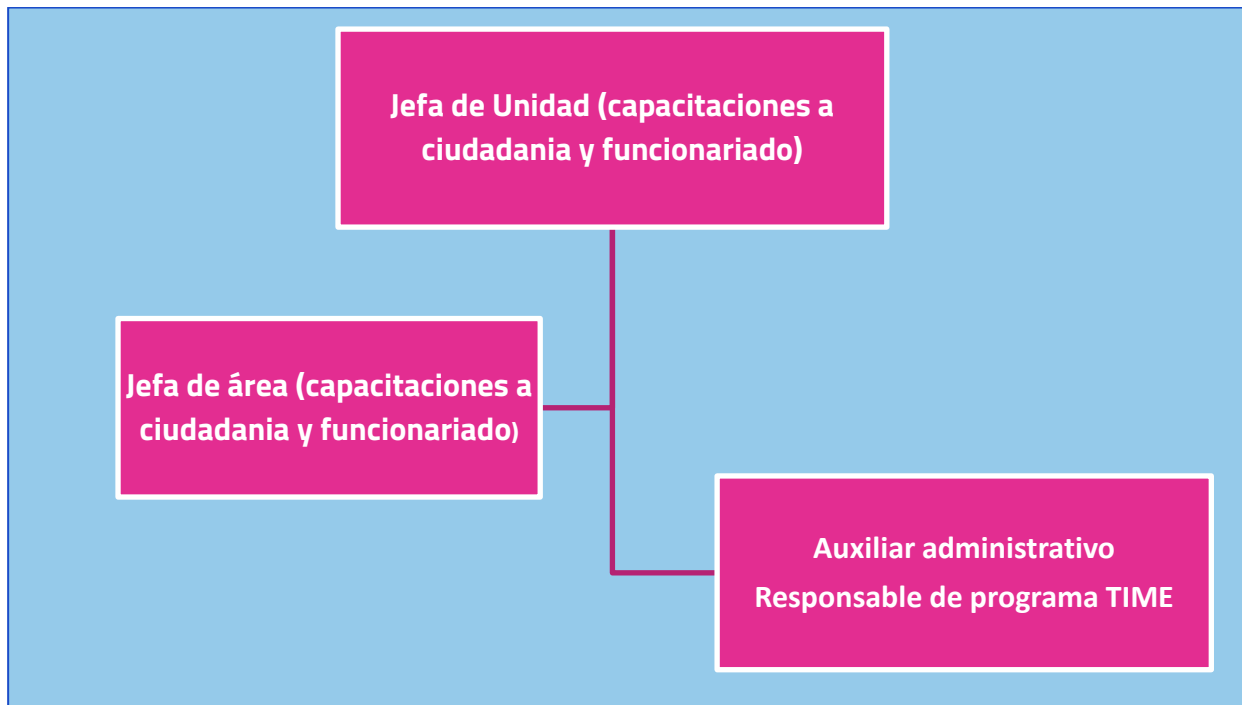 Jefa de Unidad (capacitaciones a
ciudadania y funcionariado)
Jefa de área (capacitaciones a
ciudadania y funcionariado)
Auxiliar administrativo
Responsable de programa TIME